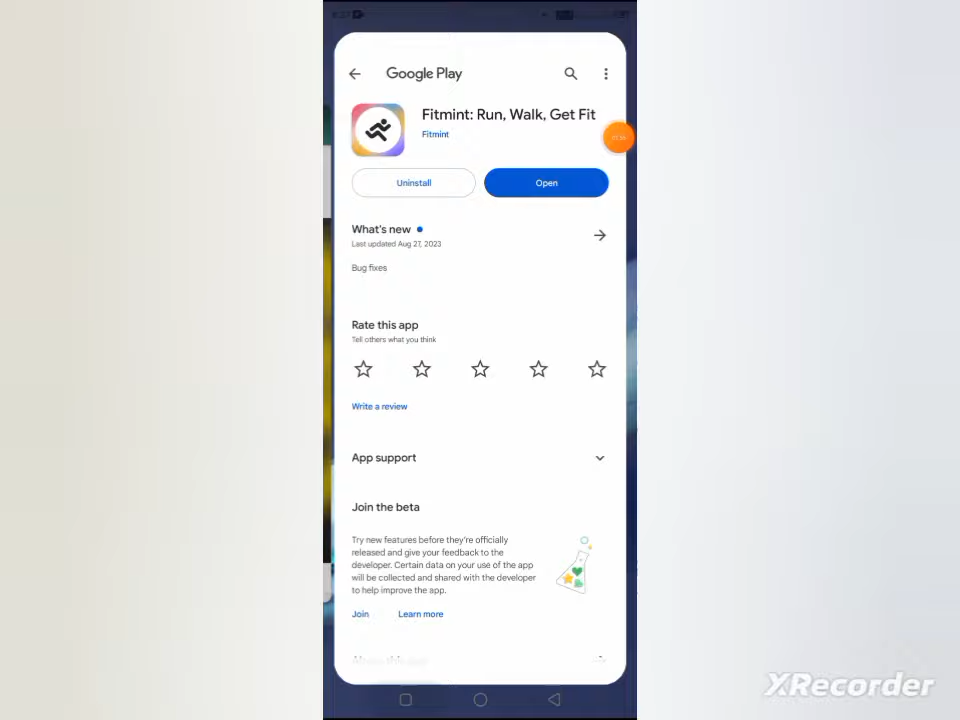 Google Play
Fitmint: Run, Walk, Get Fit
Fitmint
Uninstall
Open
What's new
Last updated Aug 27, 2023
Bug fixes
Rate this app
Tell others what you think
Write a review
App support
Join the beta
Try new features before they're officially
released and give your feedback to the
developer. Certain data on your use of the app
will be collected and shared with the developer
to help improve the app.
Join
Learn more
XRecorder